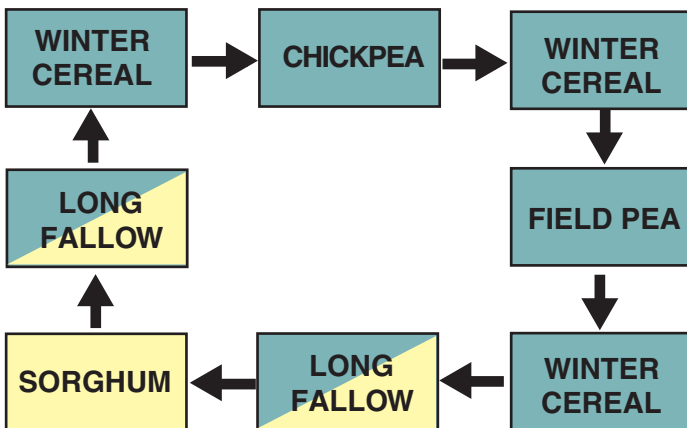 WINTER
CEREAL
CHICKPEA
WINTER
CEREAL
LONG
FALLOW
FIELD PEA
SORGHUM
LONG
FALLOW
WINTER
CEREAL